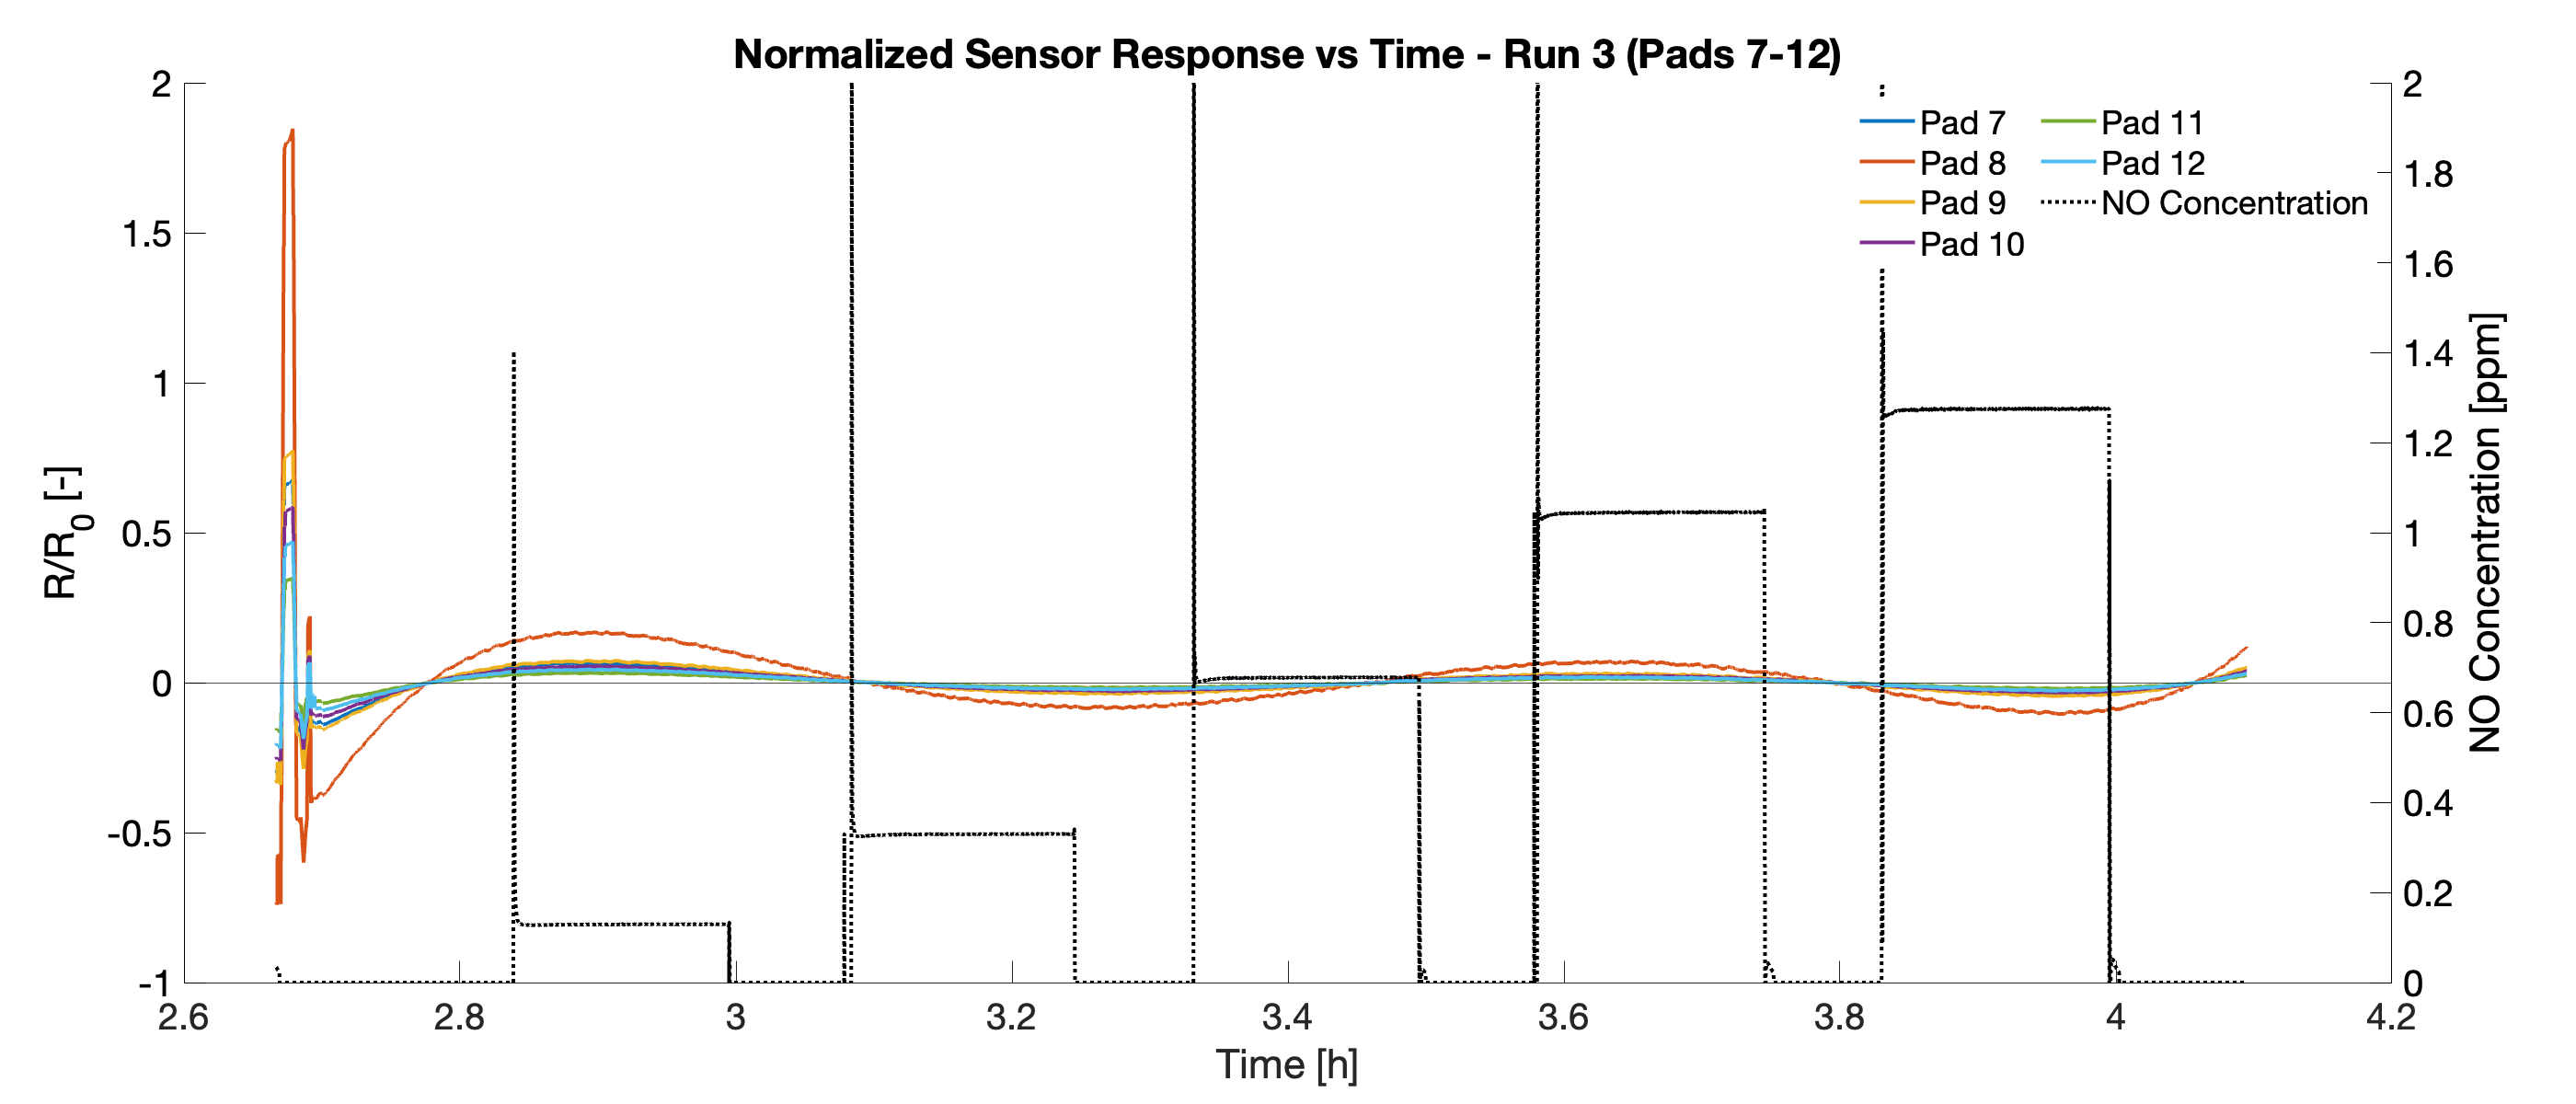 Normalized Sensor Response vs Time - Run 3 (Pads 7-12)
2
1.5
1
0.5
0
-0.5
-1
R/R0 [-]
2.6
2.8
3
3.2
3.4
3.6
3.8
4
4.2
Time [h]
2
1.8
1.6
1.4
1.2
1
0.8
0.6
0.4
0.2
0
NO Concentration [ppm]
Pad 7
Pad 8
Pad 9
Pad 10
Pad 11
Pad 12
NO Concentration